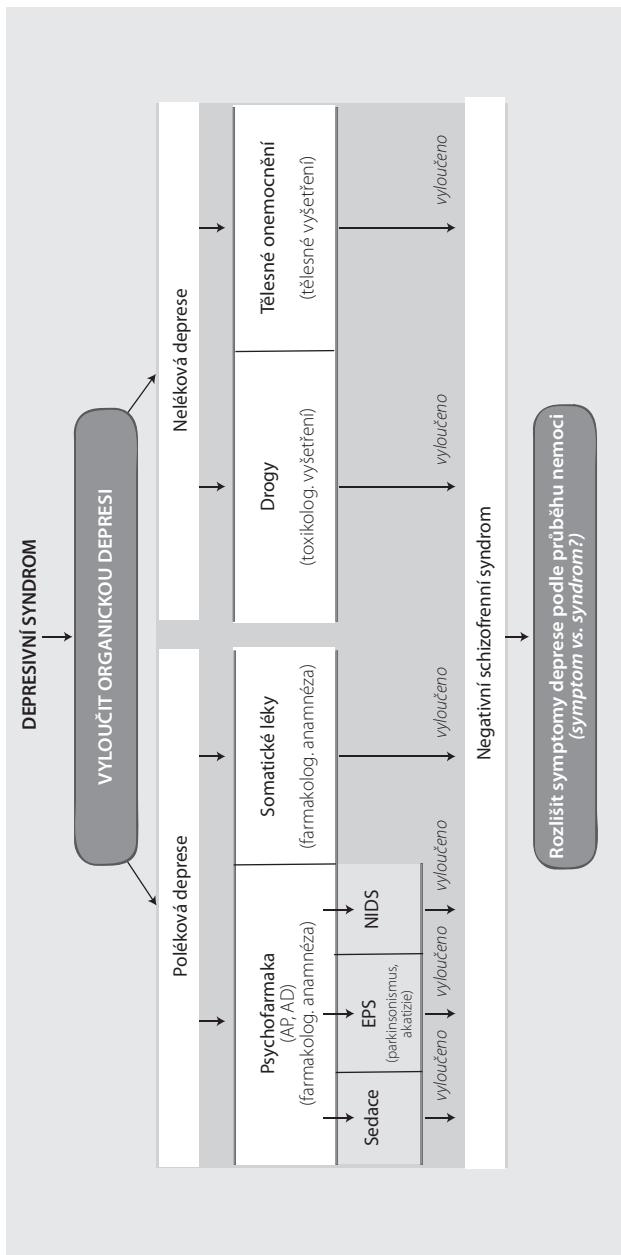 DEPRESIVNÍ SYNDROM
VYLOUČIT ORGANICKOU DEPRESI
Poléková deprese
Neléková deprese
Psychofarmaka
(AP, AD)
(farmakolog. anamnéza)
Somatické léky
(farmakolog. anamnéza)
Drogy
(toxikolog. vyšetření)
Tělesné onemocnění
(tělesné vyšetření)
Sedace
EPS
(parkinsonismus,
akatizie)
NIDS
vyloučeno
vyloučeno
vyloučeno
vyloučeno
vyloučeno
vyloučeno
Negativní schizofrenní syndrom
Rozlišit symptomy deprese podle průběhu nemoci
(symptom vs. syndrom?)